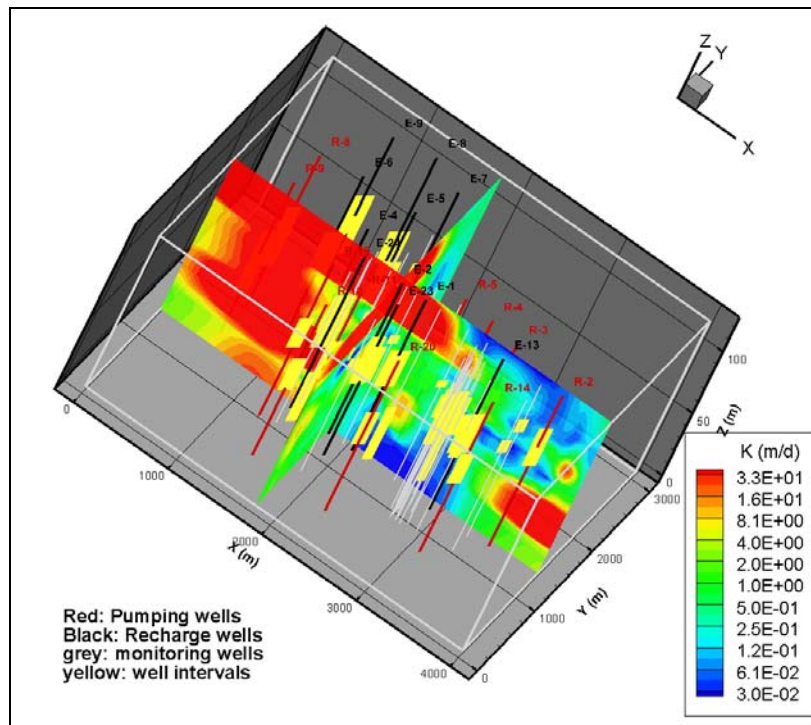 Z
Y
X
E-9
R-8
E-8
R-9
E-6
E-7
E-5
E-4
E-24
E-2
E-1
R-5
E-23
R-4
R-3
E-13
R-20
R-14
R-2
100
50
0
Z (m)
3000
2000
1000
0
Y (m)
0
1000
2000
3000
4000
X (m)
K (m/d)
3.3E+01
1.6E+01
8.1E+00
4.0E+00
2.0E+00
1.0E+00
5.0E-01
2.5E-01
1.2E-01
6.1E-02
3.0E-02
Red: Pumping wells
Black: Recharge wells
grey: monitoring wells
yellow: well intervals